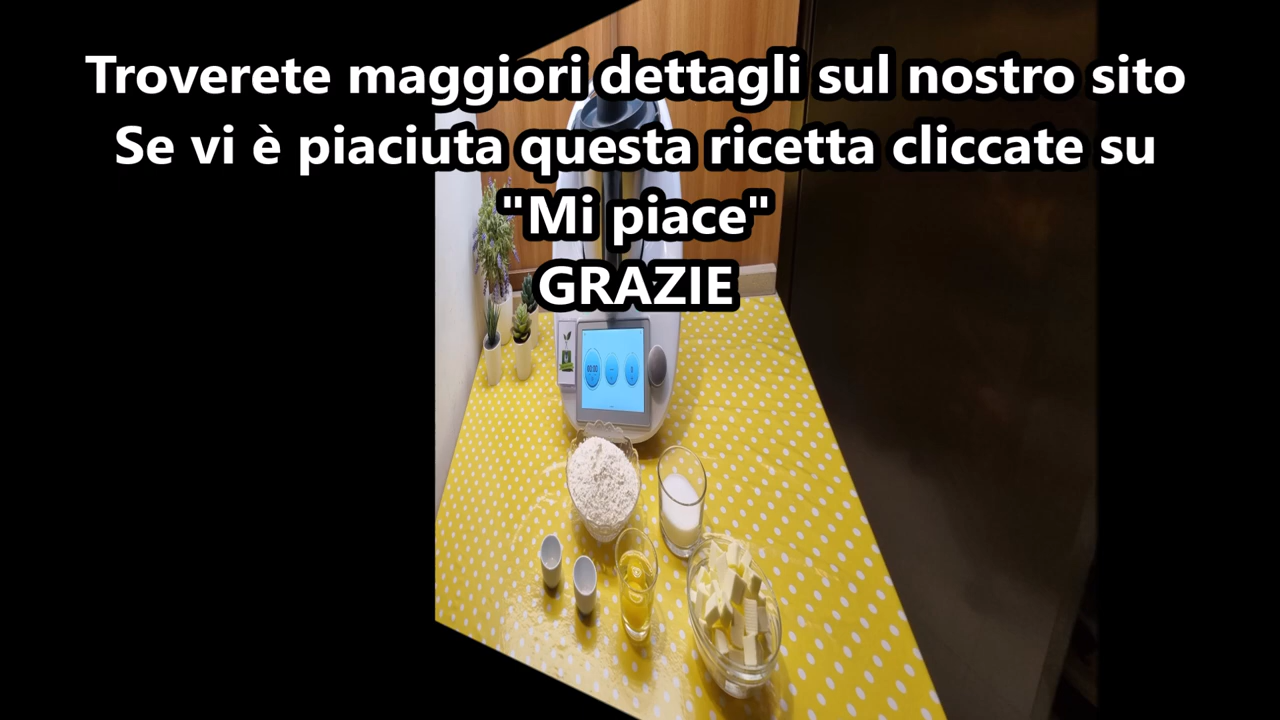 Troverete maggiori dettagli sul nostro sito
Se vi è piaciuta questa ricetta cliccate su
"Mi piace"
GRAZIE